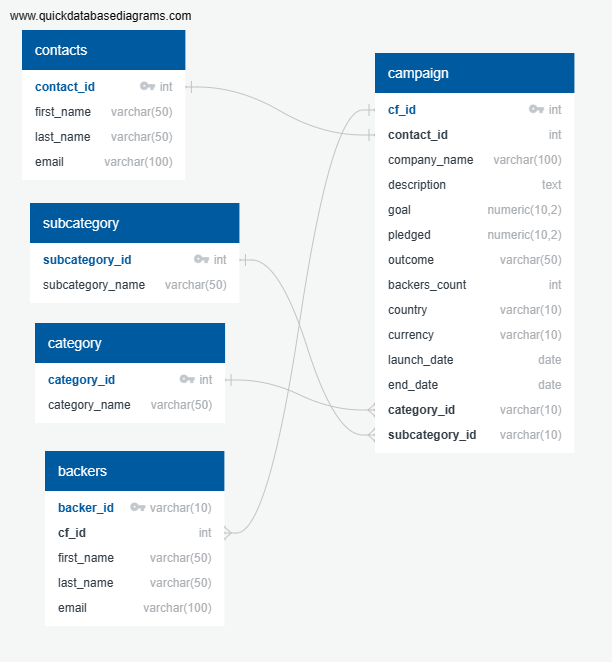 www.quickdatabasediagrams.com
contacts
contact_id int
first_name varchar(50)
last_name varchar(50)
email varchar(100)
subcategory
subcategory_id int
subcategory_name varchar(50)
category
category_id int
category_name varchar(50)
backers
backer_id varchar(10)
cf_id int
first_name varchar(50)
last_name varchar(50)
email varchar(100)
campaign
cf_id int
contact_id int
company_name varchar(100)
description text
goal numeric(10,2)
pledged numeric(10,2)
outcome varchar(50)
backers_count int
country varchar(10)
currency varchar(10)
launch_date date
end_date date
category_id varchar(10)
subcategory_id varchar(10)